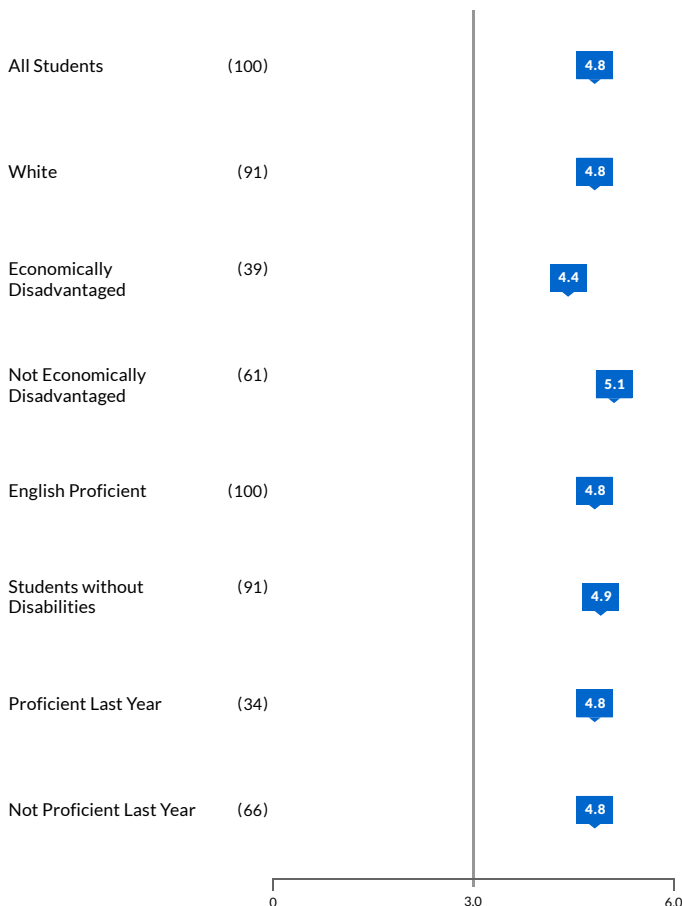 All Students (100) 4.8
White (91) 4.8
Economically (39) 4.4
Disadvantaged
Not Economically (61) 5.1
Disadvantaged
English Proficient (100) 4.8
Students without (91) 4.9
Disabilities
Proficient Last Year (34) 4.8
Not Proficient Last Year (66) 4.8
0 3.0 6.0